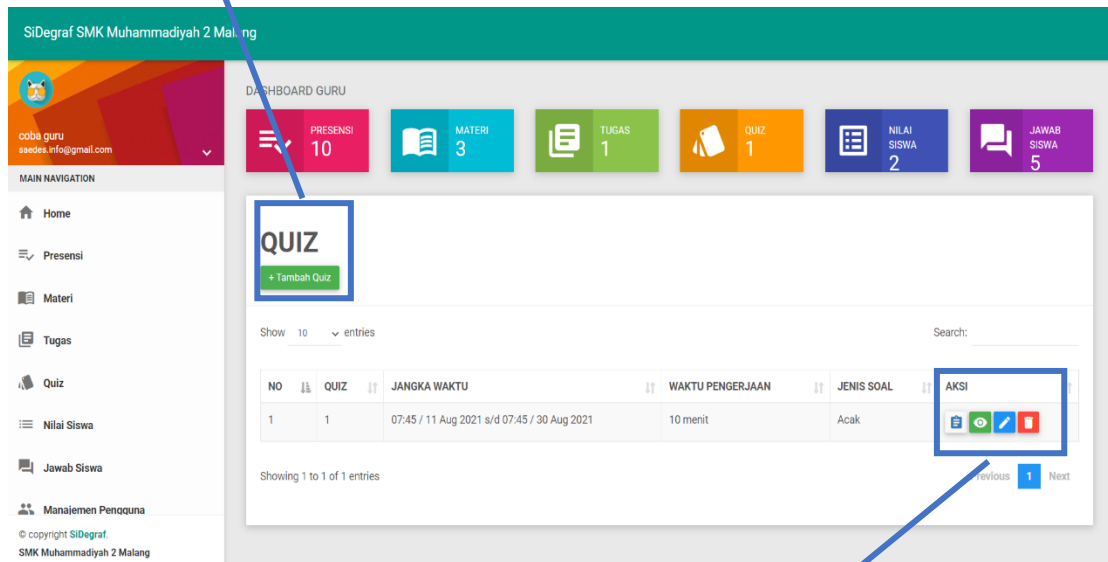 SiDegraf SMK Muhammadiyah 2 Malang
coba guru
saedes.info@gmail.com
MAIN NAVIGATION
Home
Presensi
Materi
Tugas
Quiz
Nilai Siswa
Jawab Siswa
Manajemen Pengguna
© copyright SiDegraf.
SMK Muhammadiyah 2 Malang
DASHBOARD GURU
PRESENSI
10
MATERI
3
TUGAS
1
QUIZ
1
NILAI
SISWA
2
JAWAB
SISWA
5
QUIZ
+ Tambah Quiz
Show 10 entries
Search:
NO QUIZ JANGKA WAKTU WAKTU PENGERJAAN JENIS SOAL AKSI
1 1 07:45 / 11 Aug 2021 s/d 07:45 / 30 Aug 2021 10 menit Acak
Showing 1 to 1 of 1 entries
Previous 1 Next